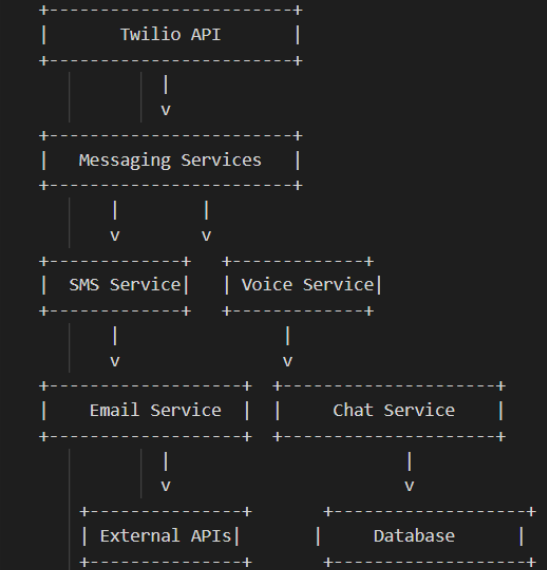 +------------------------+
|       Twilio API       |
+------------------------+
            |
            v
+------------------------+
|   Messaging Services   |
+------------------------+
       |        |
       v        v
+-------------+   +-------------+
|  SMS Service|   | Voice Service|
+-------------+   +-------------+
       |                |
       v                v
+-------------------+  +---------------------+
|    Email Service  |  |     Chat Service    |
+-------------------+  +---------------------+
            |                       |
            v                       v
    +---------------+       +-------------------+
    | External APIs|       |     Database      |
    +---------------+       +-------------------+